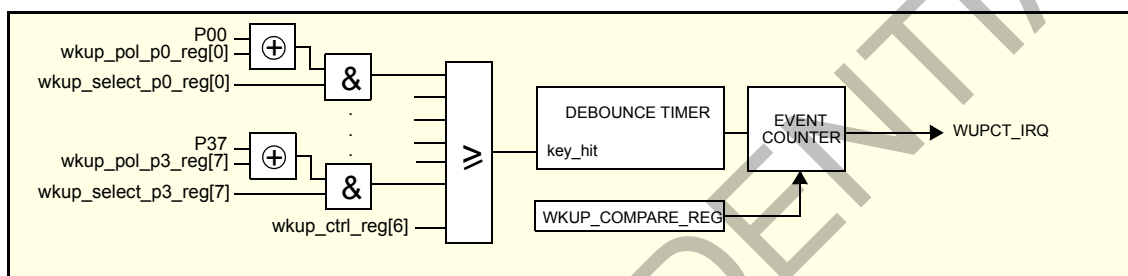 P00
wkup_pol_p0_reg[0]
wkup_select_p0_reg[0]
&
P37
wkup_pol_p3_reg[7]
wkup_select_p3_reg[7]
&
wkup_ctrl_reg[6]
≥
DEBOUNCE TIMER
key_hit
EVENT
COUNTER
WUPCT_IRQ
WKUP_COMPARE_REG